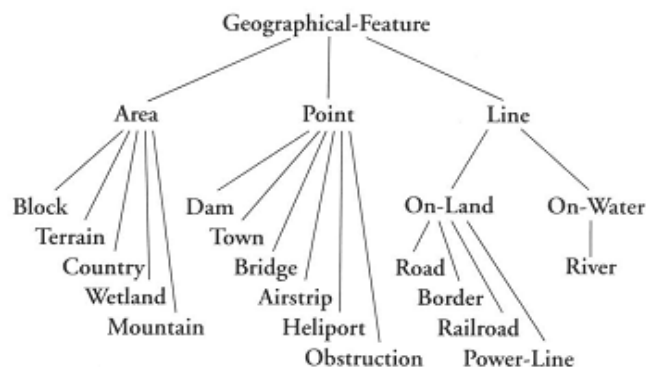 Geographical-Feature
Area Point Line
Block Dam On-Land On-Water
Terrain Town
Country Bridge Road River
Wetland Airstrip Border
Mountain Heliport Railroad
Obstruction Power-Line